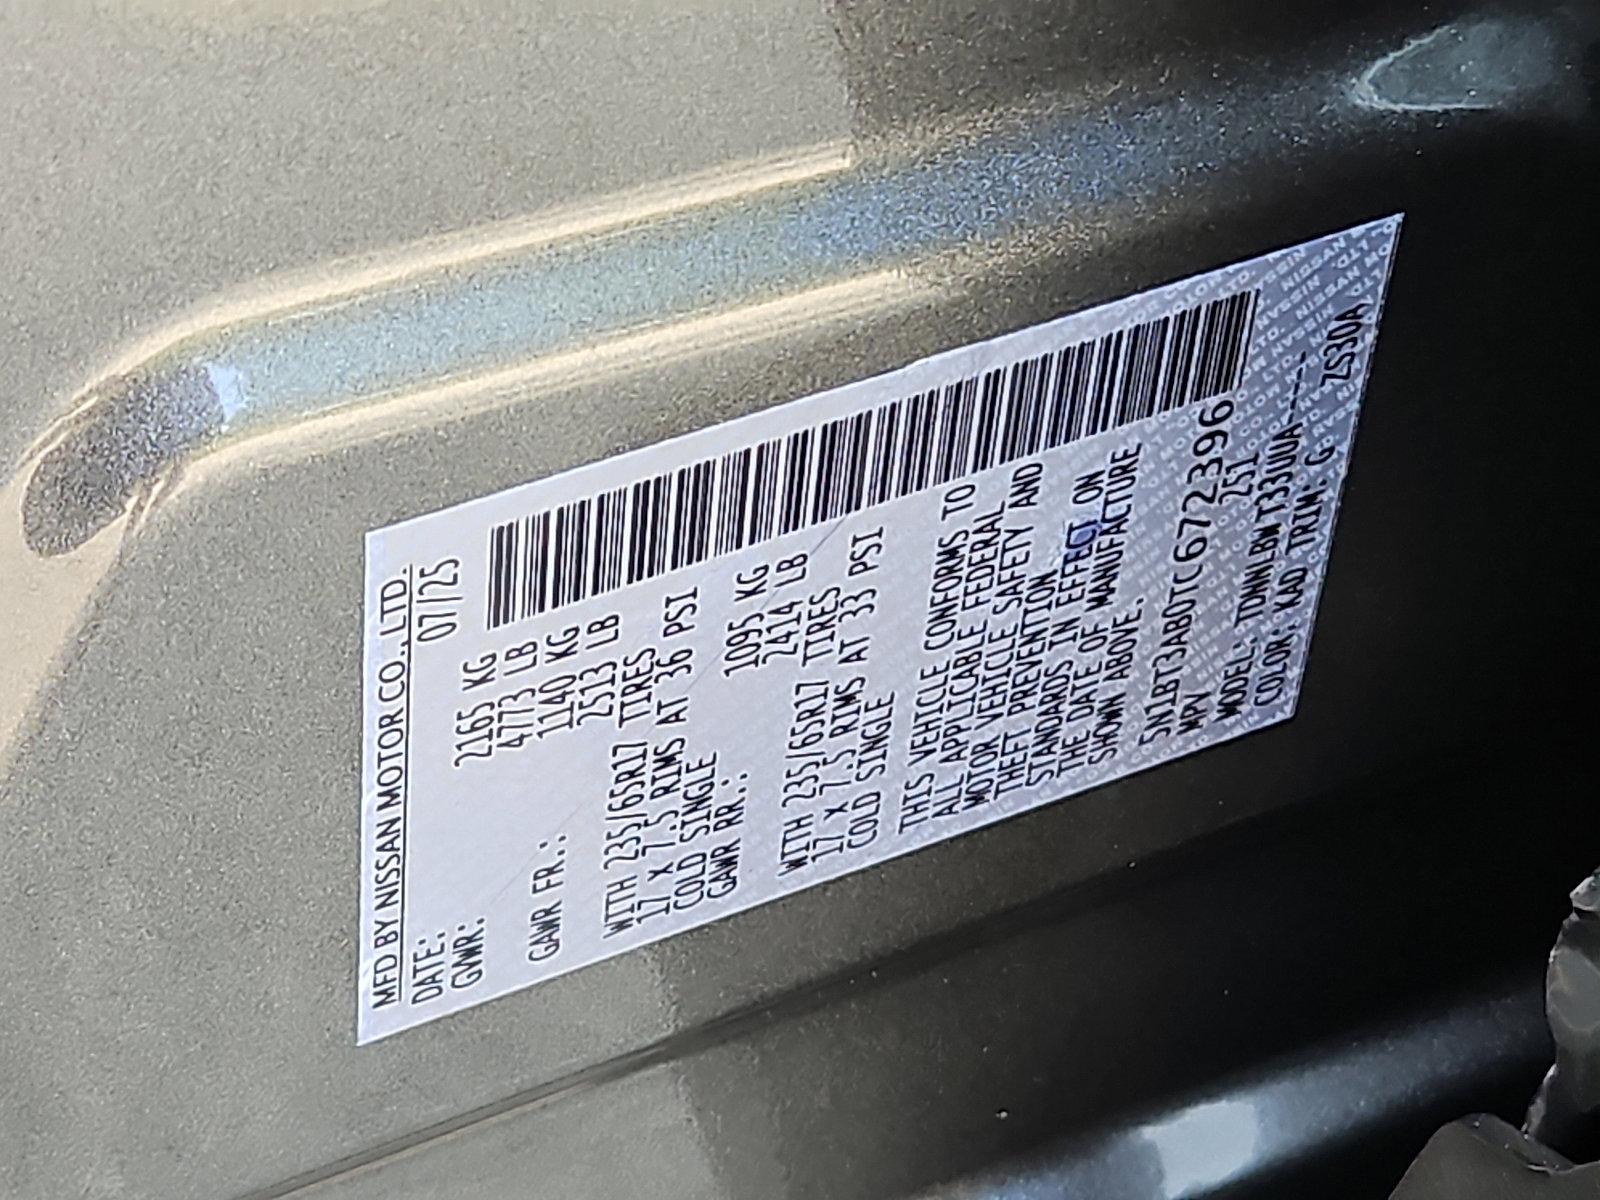 MFD BY NISSAN MOTOR CO., LTD.
DATE: 07/25
GVWR: 2165 KG
4773 LB
GAWR FR.: 1140 KG
2513 LB
WITH 235/65R17 TIRES
17 x 7.5 RIMS AT 36 PSI
COLD SINGLE
GAWR RR.: 1095 KG
2414 LB
WITH 235/65R17 TIRES
17 x 7.5 RIMS AT 33 PSI
COLD SINGLE
THIS VEHICLE CONFORMS TO
ALL APPLICABLE FEDERAL
MOTOR VEHICLE SAFETY AND
THEFT PREVENTION
STANDARDS IN EFFECT ON
THE DATE OF MANUFACTURE
SHOWN ABOVE.
5N1BT3AB0TC672396
MPV 251
MODEL: TDNNLBW T33UUA-----
COLOR: KAD TRIM: G ZS30A